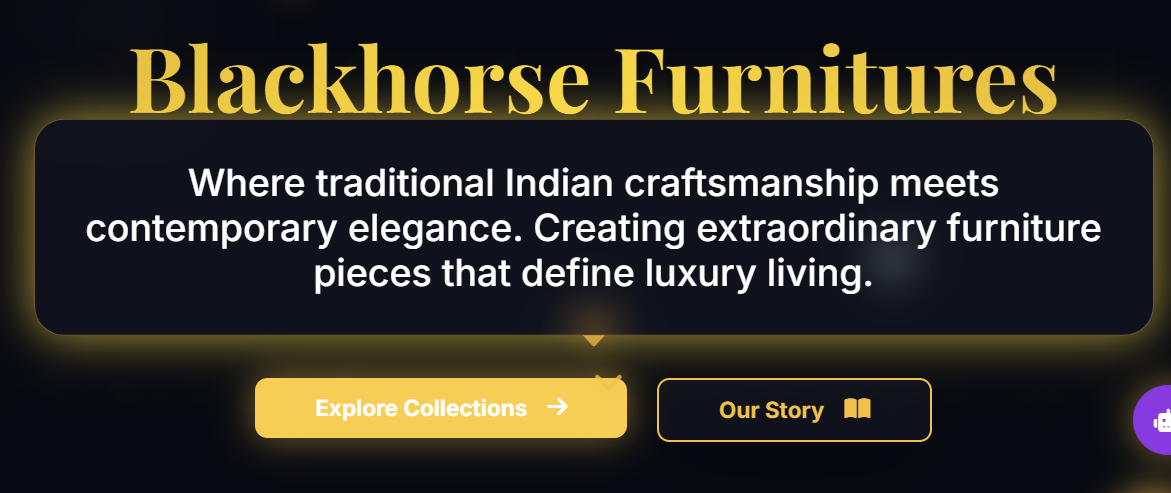 Blackhorse Furnitures
Where traditional Indian craftsmanship meets
contemporary elegance. Creating extraordinary furniture
pieces that define luxury living.
Explore Collections
Our Story